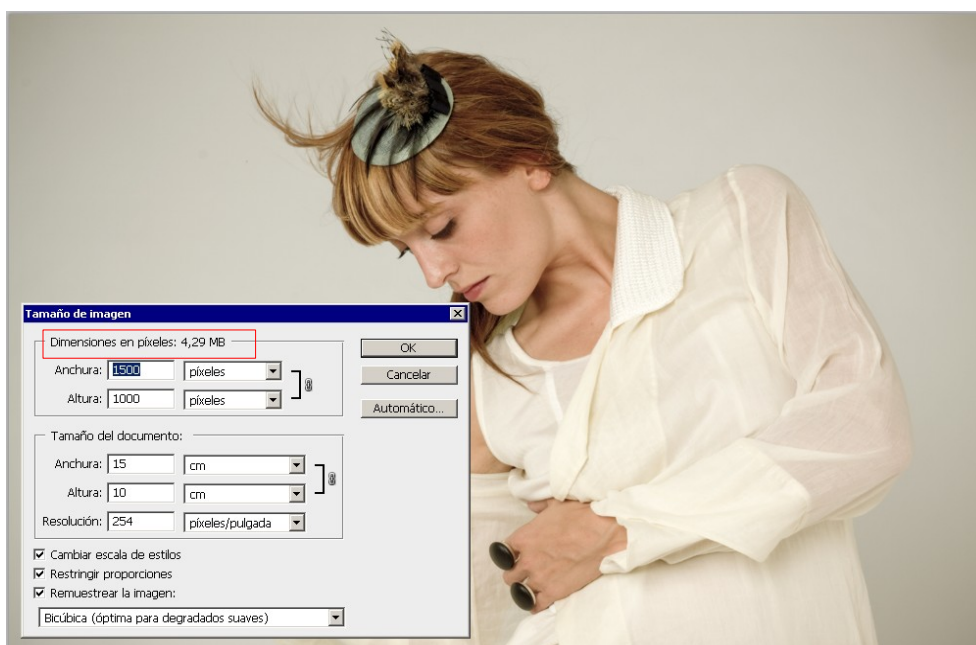 Tamaño de imagen
Dimensiones en píxeles: 4,29 MB
Anchura: 1500 píxeles
Altura: 1000 píxeles
OK
Cancelar
Automático...
Tamaño del documento:
Anchura: 15 cm
Altura: 10 cm
Resolución: 254 píxeles/pulgada
Cambiar escala de estilos
Restringir proporciones
Remuestrear la imagen:
Bicúbica (óptima para degradados suaves)